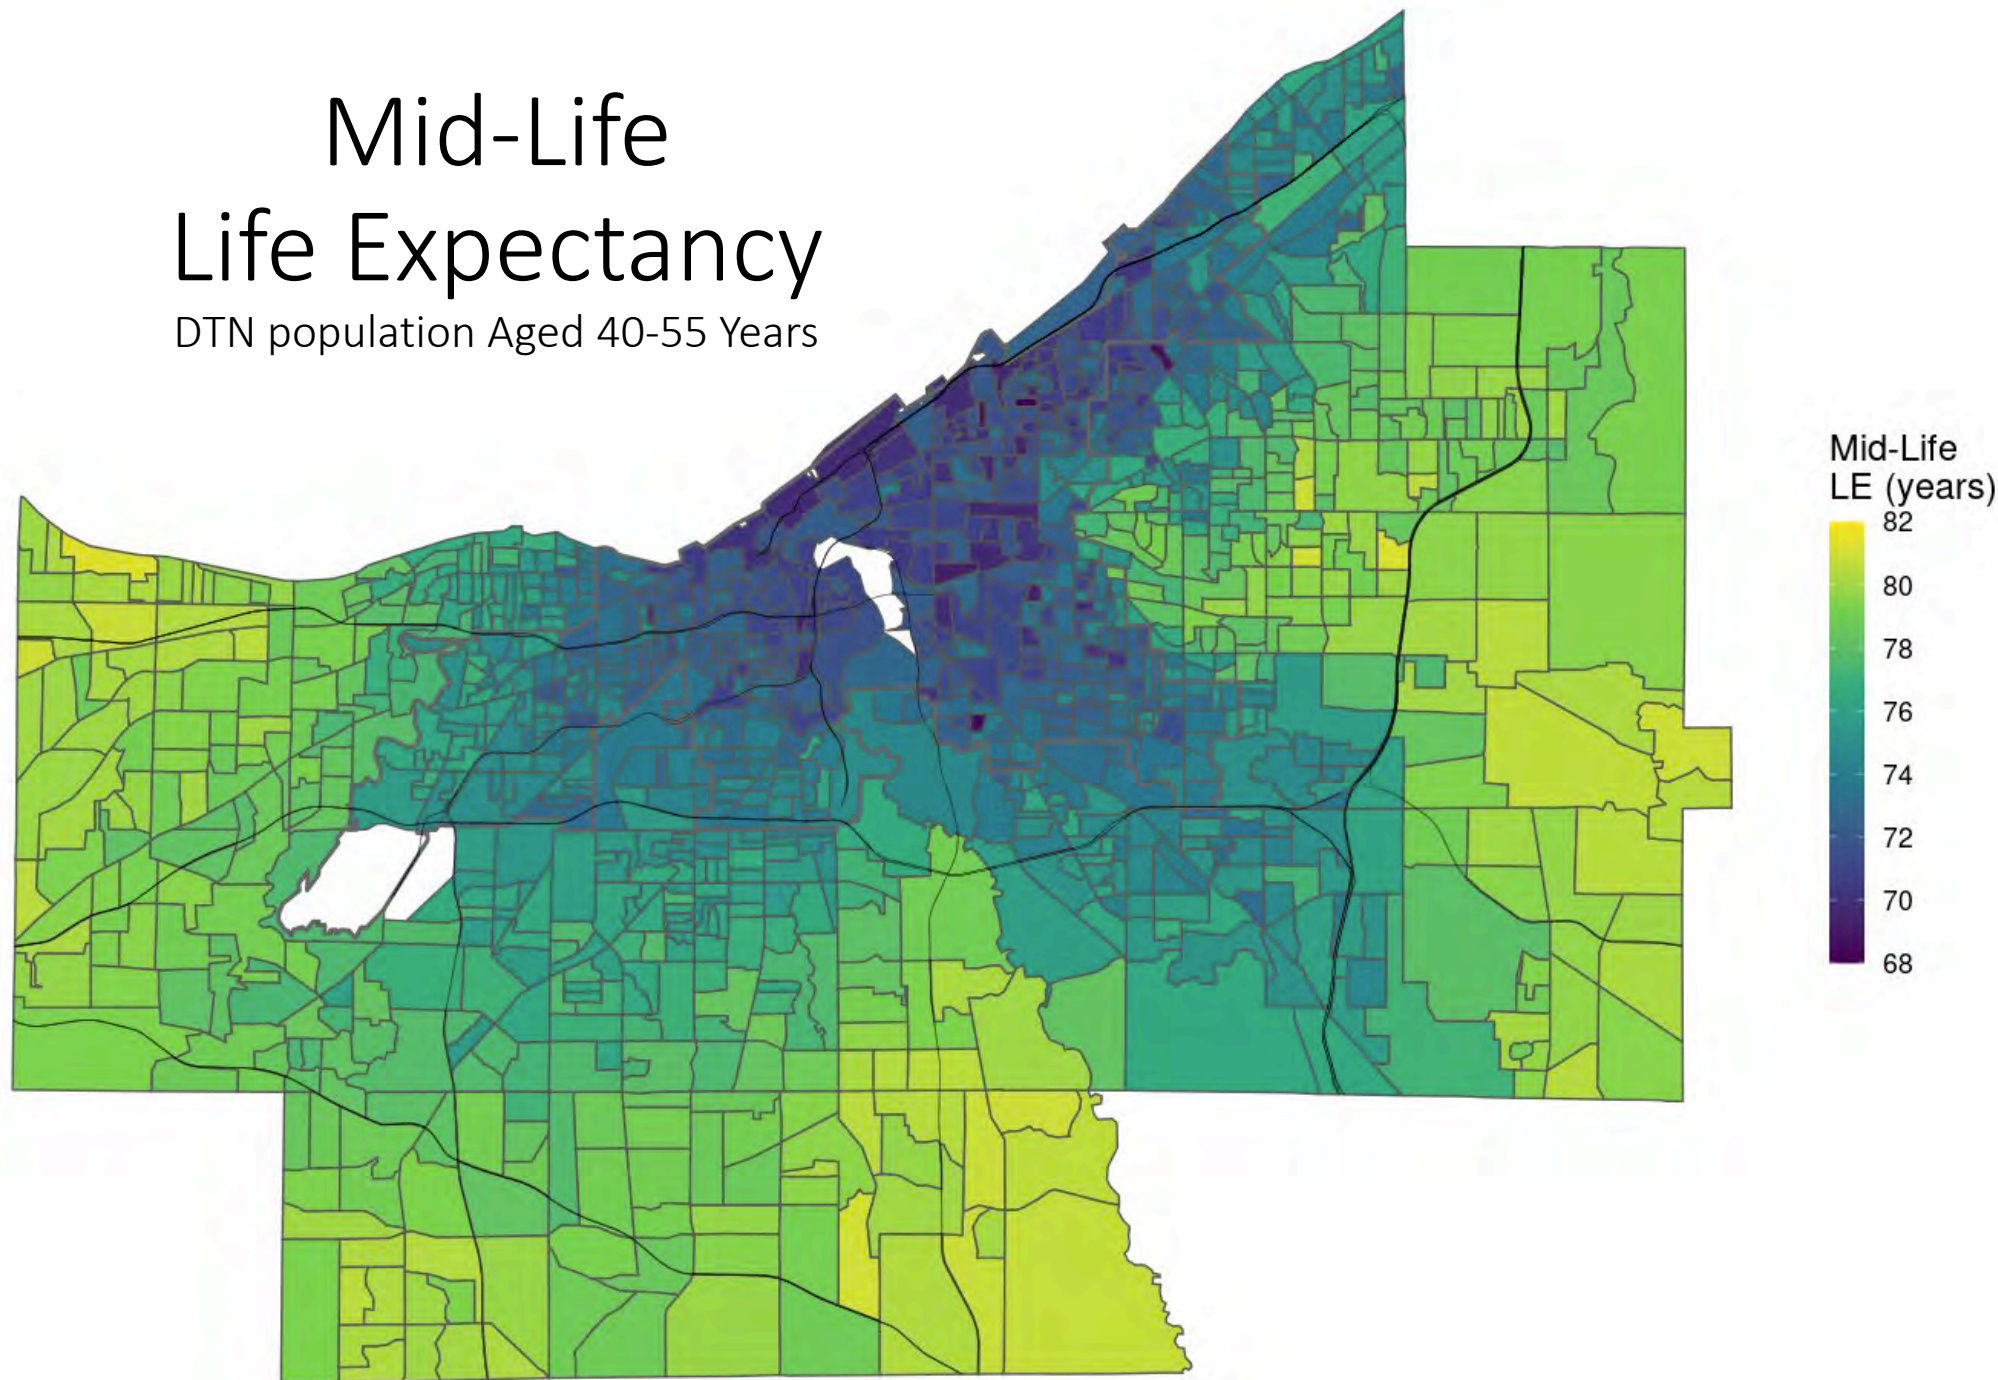 Mid-Life
Life Expectancy
DTN population Aged 40-55 Years
Mid-Life
LE (years)
82
80
78
76
74
72
70
68